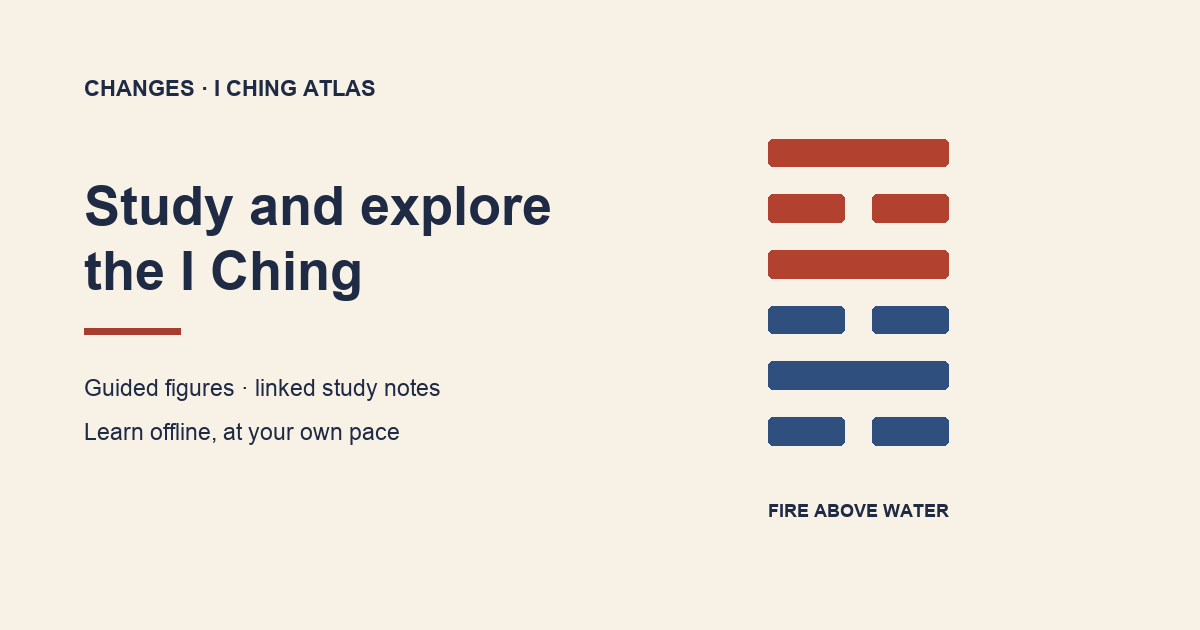 CHANGES · I CHING ATLAS
Study and explore
the I Ching
Guided figures · linked study notes
Learn offline, at your own pace
FIRE ABOVE WATER